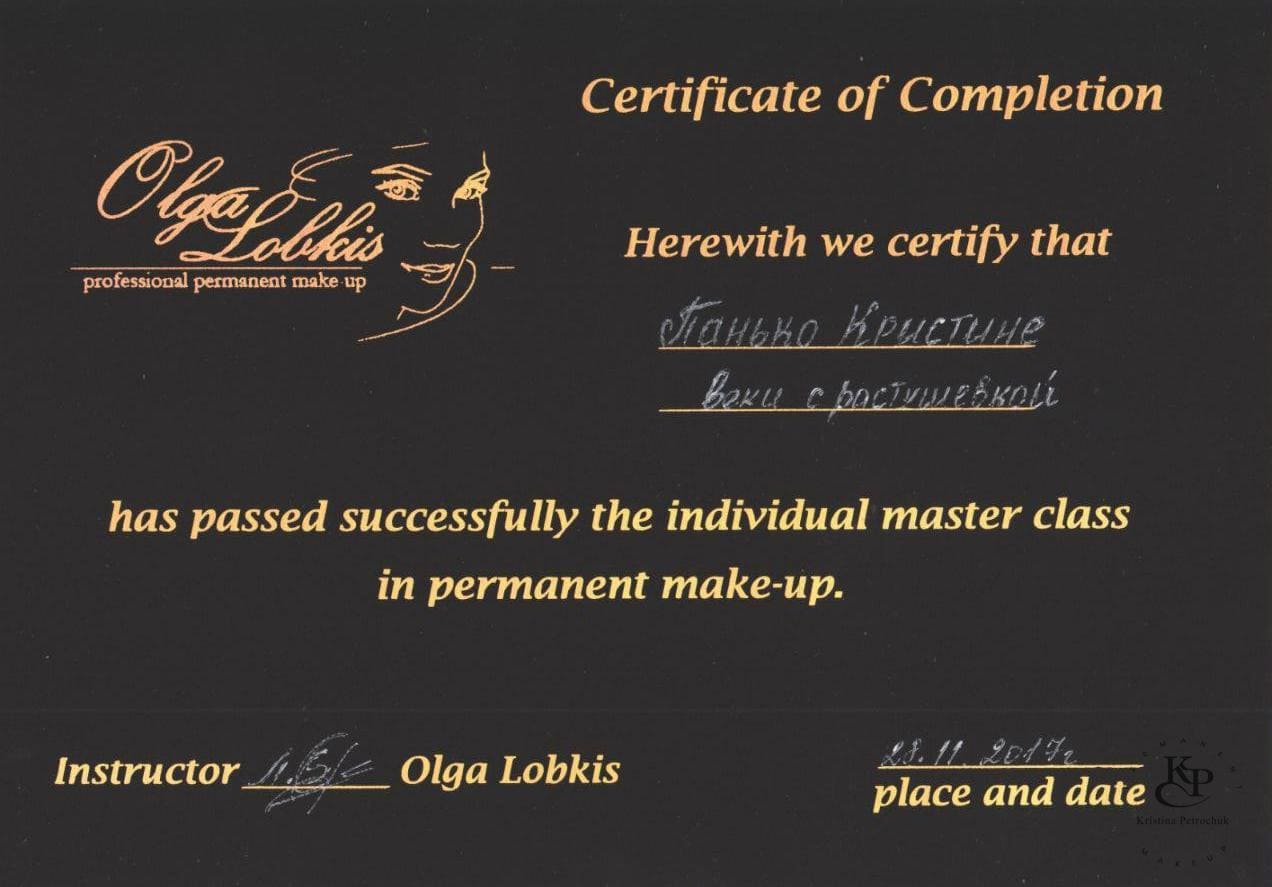 Certificate of Completion
Olga Lobkis
professional permanent make-up
Herewith we certify that
Панько Кристине
веки с растушевкой
has passed successfully the individual master class
in permanent make-up.
Instructor Olga Lobkis
28.11.2017г
place and date
KP
Kristina Petrochuk
MAKEUP